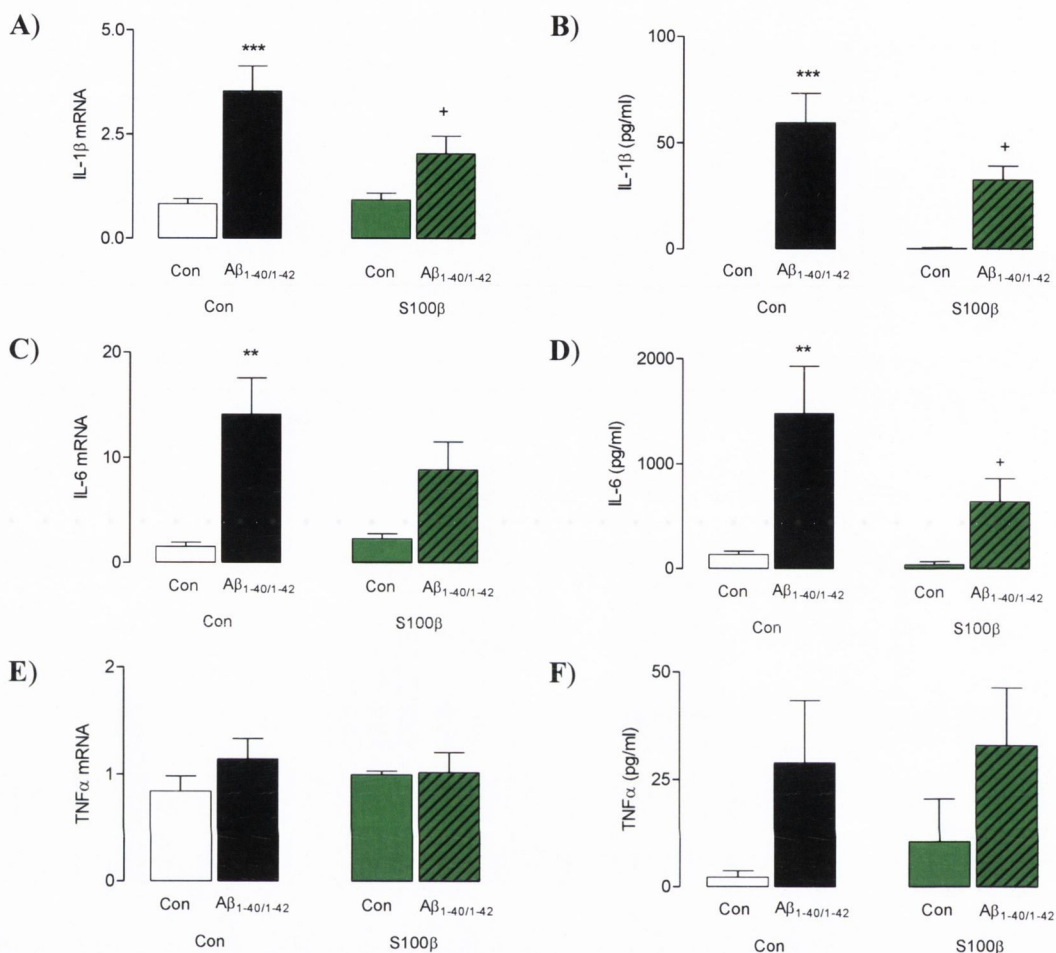 A)
IL-1β mRNA
5.0
2.5
0.0
***
+
Con Aβ1-40/1-42 Con Aβ1-40/1-42
Con S100β
B)
IL-1β (pg/ml)
100
50
0
***
+
Con Aβ1-40/1-42 Con Aβ1-40/1-42
Con S100β
C)
IL-6 mRNA
20
10
0
**
Con Aβ1-40/1-42 Con Aβ1-40/1-42
Con S100β
D)
IL-6 (pg/ml)
2000
1000
0
**
+
Con Aβ1-40/1-42 Con Aβ1-40/1-42
Con S100β
E)
TNFα mRNA
2
1
0
Con Aβ1-40/1-42 Con Aβ1-40/1-42
Con S100β
F)
TNFα (pg/ml)
50
25
0
Con Aβ1-40/1-42 Con Aβ1-40/1-42
Con S100β